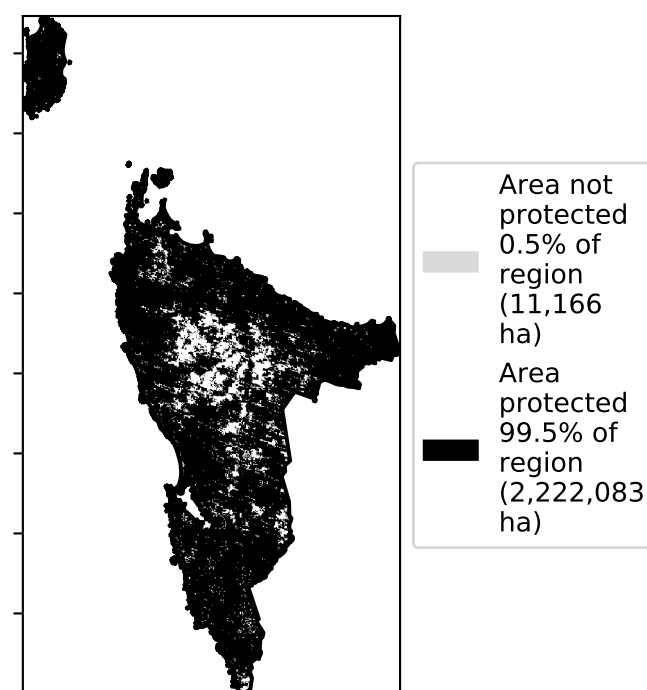 Area not
protected
0.5% of
region
(11,166
ha)
Area
protected
99.5% of
region
(2,222,083
ha)